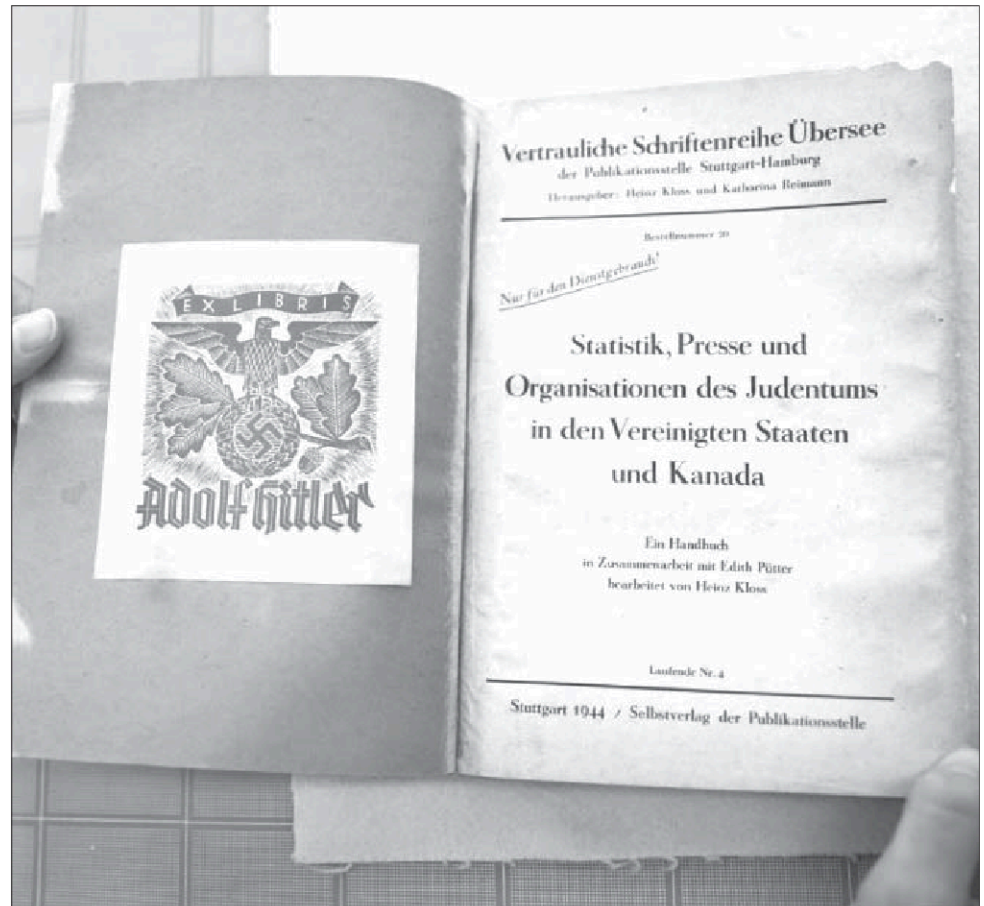 EX LIBRIS
Adolf Hitler
Vertrauliche Schriftenreihe Übersee
der Publikationsstelle Stuttgart-Hamburg
Herausgeber: Heinz Kloss und Katharina Reimann
Bestellnummer 20
Nur für den Dienstgebrauch!
Statistik, Presse und
Organisationen des Judentums
in den Vereinigten Staaten
und Kanada
Ein Handbuch
in Zusammenarbeit mit Edith Pütter
bearbeitet von Heinz Kloss
Laufende Nr. 4
Stuttgart 1944 / Selbstverlag der Publikationsstelle